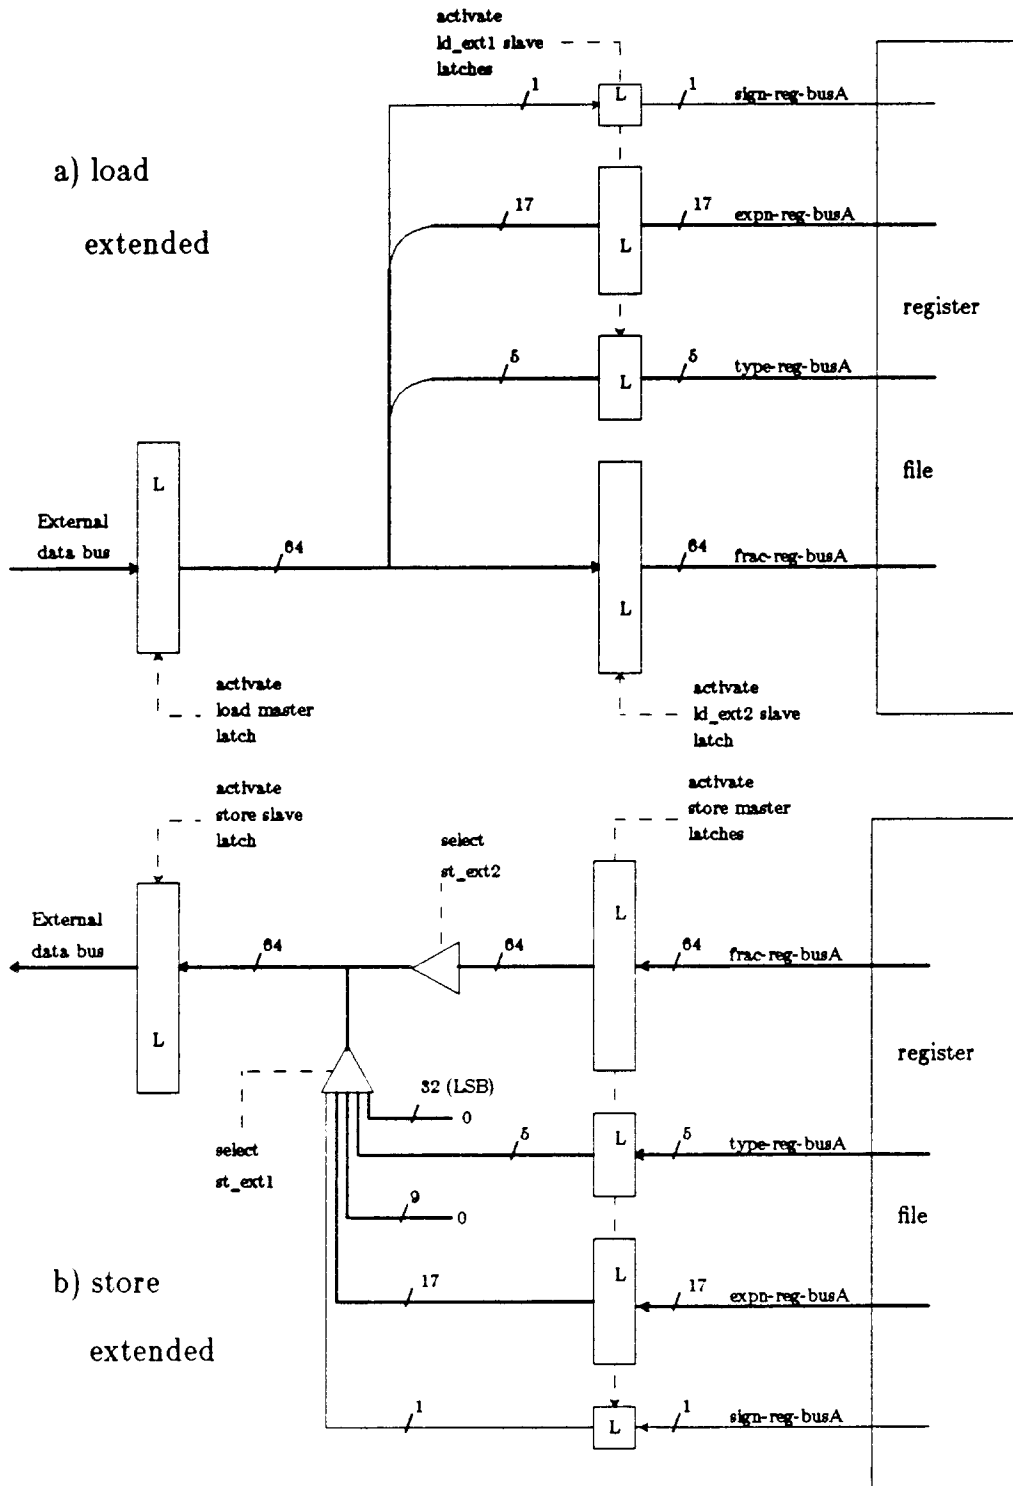 activate
ld_ext1 slave
latches
L
1
1
sign-reg-busA
a) load
extended
17
17
expn-reg-busA
L
register
5
5
type-reg-busA
L
L
file
External
data bus
64
64
frac-reg-busA
L
activate
load master
latch
activate
ld_ext2 slave
latch
activate
store slave
latch
activate
store master
latches
select
st_ext2
L
External
data bus
64
64
64
frac-reg-busA
L
register
32 (LSB)
0
L
5
5
type-reg-busA
select
st_ext1
9
0
file
b) store
extended
L
17
17
expn-reg-busA
1
L
1
sign-reg-busA